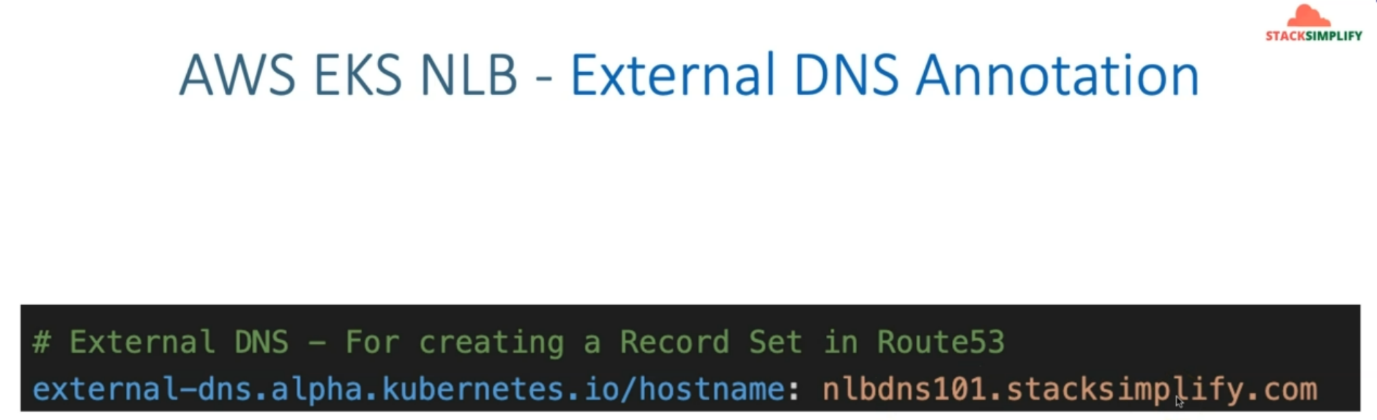 STACKSIMPLIFY
AWS EKS NLB - External DNS Annotation
# External DNS – For creating a Record Set in Route53
external-dns.alpha.kubernetes.io/hostname: nlbdns101.stacksimplify.com